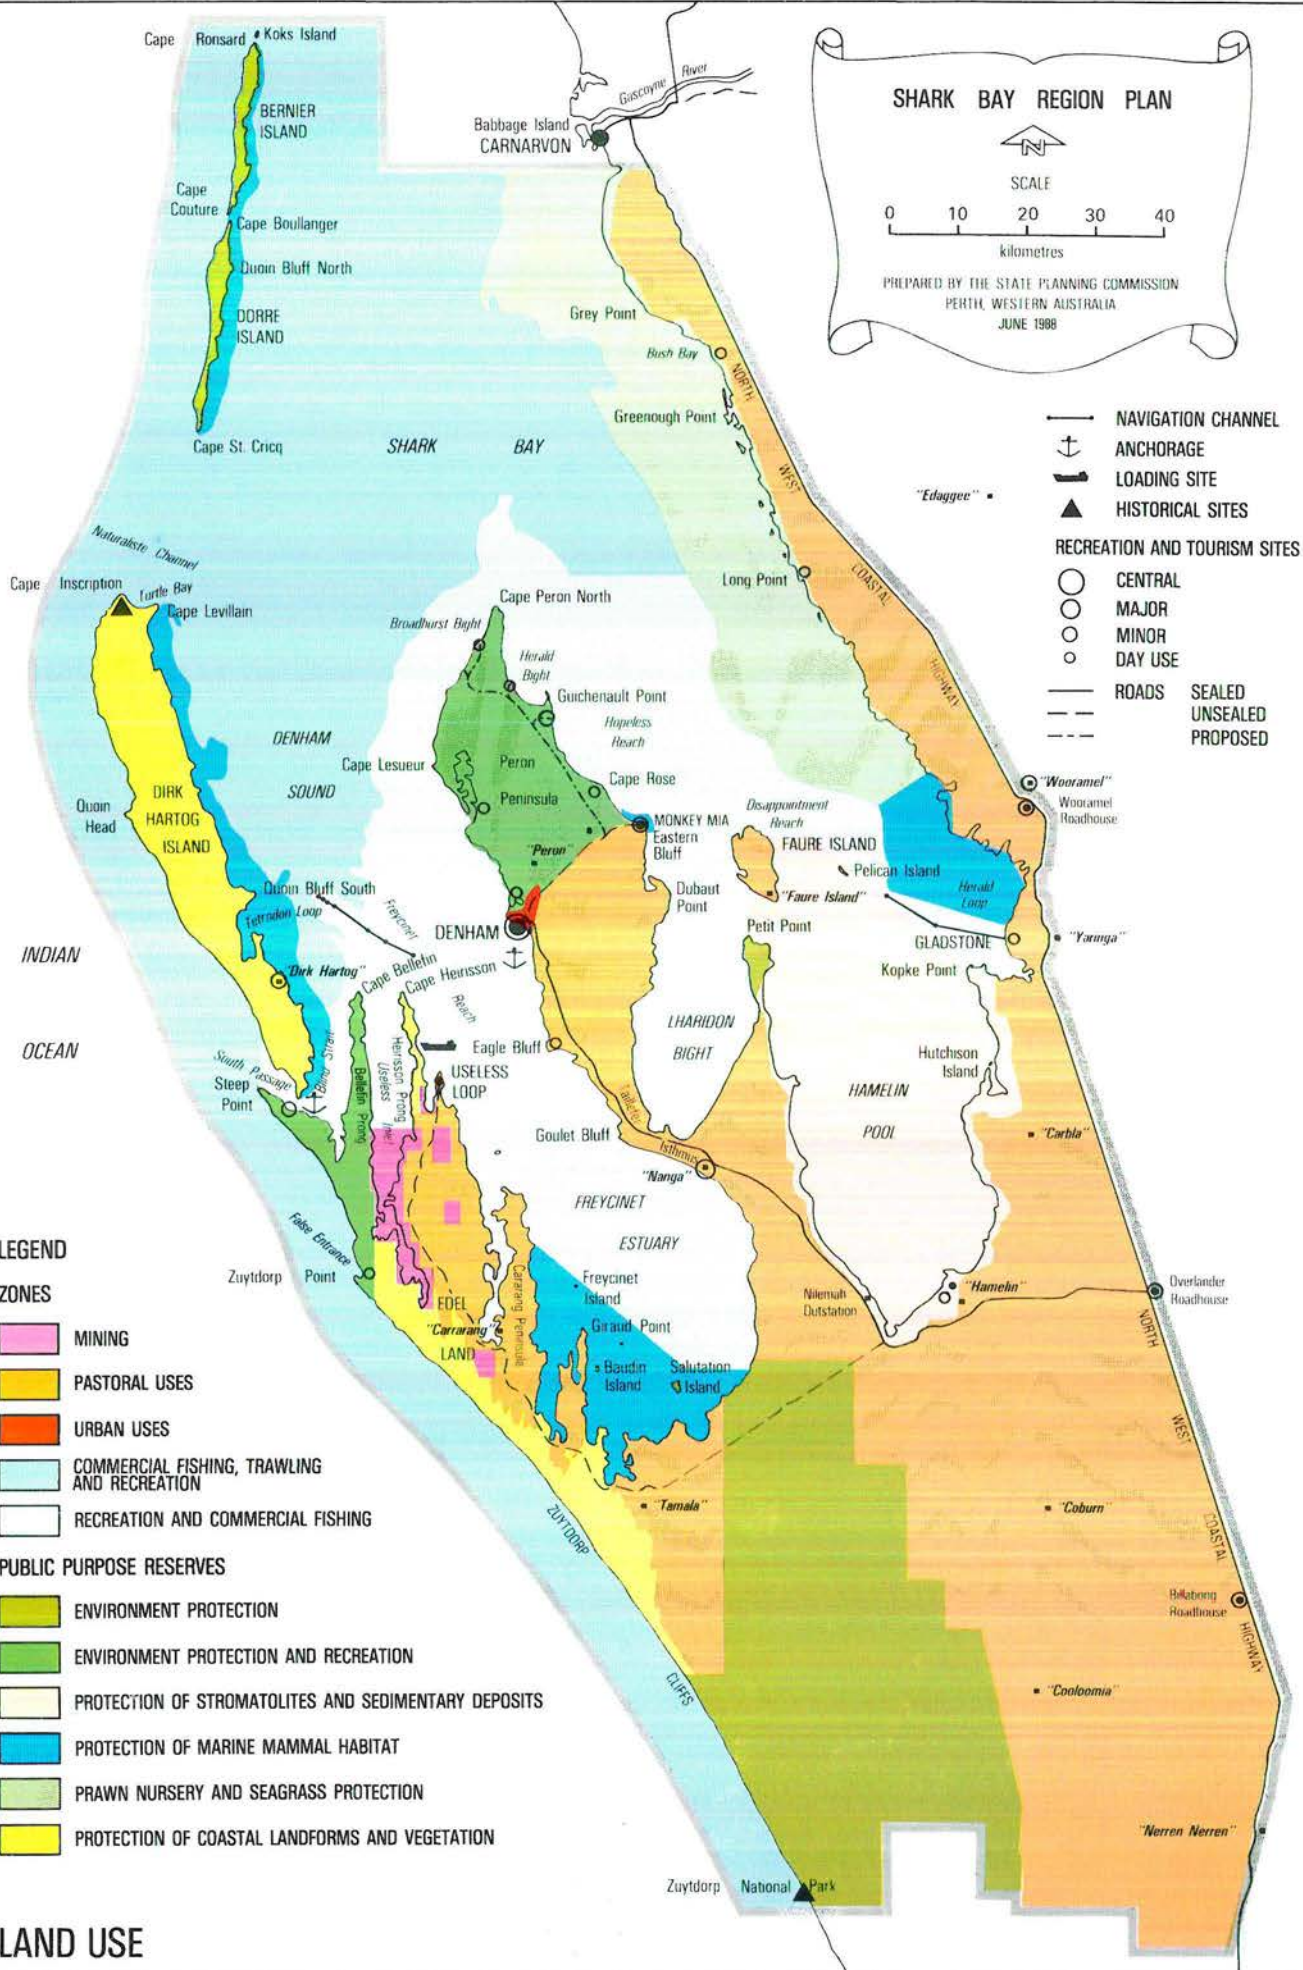 Cape Ronsard
Koks Island
BERNIER
ISLAND
Cape
Couture
Cape Boullanger
Quoin Bluff North
DORRE
ISLAND
Cape St. Cricq
Gascoyne River
Babbage Island
CARNARVON
SHARK BAY REGION PLAN
N
SCALE
0 10 20 30 40
kilometres
PREPARED BY THE STATE PLANNING COMMISSION
PERTH, WESTERN AUSTRALIA
JUNE 1988
Grey Point
Bush Bay
NORTH
Greenough Point
SHARK BAY
WEST
"Edaggee"
NAVIGATION CHANNEL
ANCHORAGE
LOADING SITE
HISTORICAL SITES
RECREATION AND TOURISM SITES
CENTRAL
MAJOR
MINOR
DAY USE
ROADS SEALED
UNSEALED
PROPOSED
Naturaliste Channel
Cape Inscription
Turtle Bay
Cape Levillain
Long Point
COASTAL
HIGHWAY
Cape Peron North
Broadhurst Bight
Herald
Bight
Guichenault Point
Hopeless
Reach
DENHAM
SOUND
Cape Lesueur
Peron
Peninsula
Cape Rose
"Wooramel"
Wooramel
Roadhouse
Quoin
Head
DIRK
HARTOG
ISLAND
"Peron"
MONKEY MIA
Eastern
Bluff
Disappointment
Reach
FAURE ISLAND
Pelican Island
"Faure Island"
Herald
Loop
Quoin Bluff South
Tetrodon Loop
Freycinet
Reach
DENHAM
Dubaut
Point
Petit Point
GLADSTONE
"Yaringa"
Kopke Point
INDIAN
OCEAN
"Dirk Hartog"
Cape Bellefin
Cape Heirisson
LHARIDON
BIGHT
Eagle Bluff
USELESS
LOOP
Heirisson Prong
Useless Inlet
Bellefin Prong
Blind Strait
South Passage
Steep
Point
Hutchison
Island
HAMELIN
POOL
"Carbla"
Taillefer
Isthmus
Goulet Bluff
"Nanga"
FREYCINET
ESTUARY
False Entrance
Zuytdorp Point
Freycinet
Island
Giraud Point
Baudin
Island
Salutation
Island
EDEL
LAND
"Carrarang"
Cararang Peninsula
Nilemah
Outstation
"Hamelin"
Overlander
Roadhouse
NORTH
WEST
COASTAL
HIGHWAY
"Tamala"
ZUYTDORP
CLIFFS
"Coburn"
Billabong
Roadhouse
"Cooloomia"
"Nerren Nerren"
Zuytdorp National Park
LEGEND
ZONES
MINING
PASTORAL USES
URBAN USES
COMMERCIAL FISHING, TRAWLING
AND RECREATION
RECREATION AND COMMERCIAL FISHING
PUBLIC PURPOSE RESERVES
ENVIRONMENT PROTECTION
ENVIRONMENT PROTECTION AND RECREATION
PROTECTION OF STROMATOLITES AND SEDIMENTARY DEPOSITS
PROTECTION OF MARINE MAMMAL HABITAT
PRAWN NURSERY AND SEAGRASS PROTECTION
PROTECTION OF COASTAL LANDFORMS AND VEGETATION
LAND USE